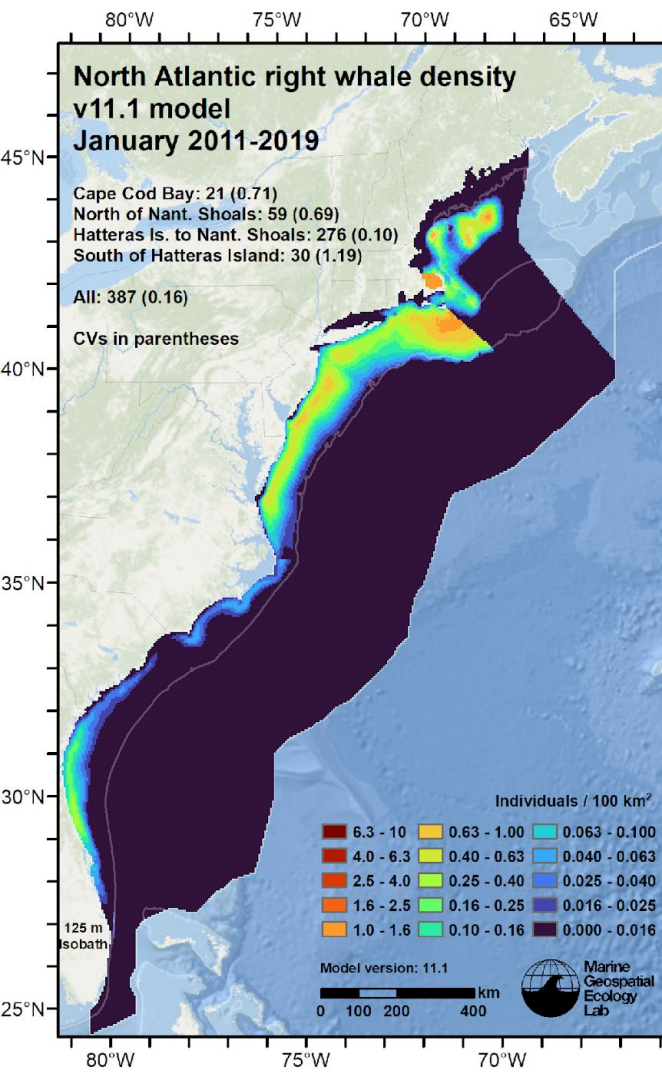 80°W 75°W 70°W 65°W
North Atlantic right whale density
v11.1 model
January 2011-2019
45°N
Cape Cod Bay: 21 (0.71)
North of Nant. Shoals: 59 (0.69)
Hatteras Is. to Nant. Shoals: 276 (0.10)
South of Hatteras Island: 30 (1.19)
All: 387 (0.16)
CVs in parentheses
40°N
35°N
30°N
Individuals / 100 km²
6.3 - 10 0.63 - 1.00 0.063 - 0.100
4.0 - 6.3 0.40 - 0.63 0.040 - 0.063
2.5 - 4.0 0.25 - 0.40 0.025 - 0.040
1.6 - 2.5 0.16 - 0.25 0.016 - 0.025
1.0 - 1.6 0.10 - 0.16 0.000 - 0.016
125 m
Isobath
Model version: 11.1
km
0 100 200 400
Marine
Geospatial
Ecology
Lab
25°N
80°W 75°W 70°W